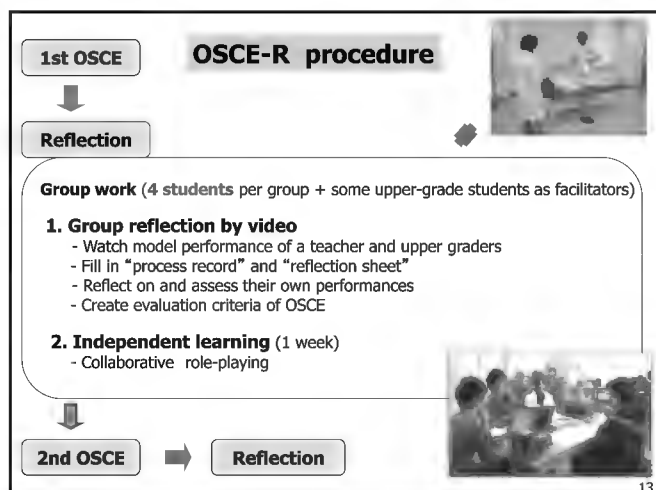 OSCE-R procedure
1st OSCE
Reflection
Group work (4 students per group + some upper-grade students as facilitators)
1. Group reflection by video
- Watch model performance of a teacher and upper graders
- Fill in “process record” and “reflection sheet”
- Reflect on and assess their own performances
- Create evaluation criteria of OSCE
2. Independent learning (1 week)
- Collaborative role-playing
2nd OSCE
Reflection
13